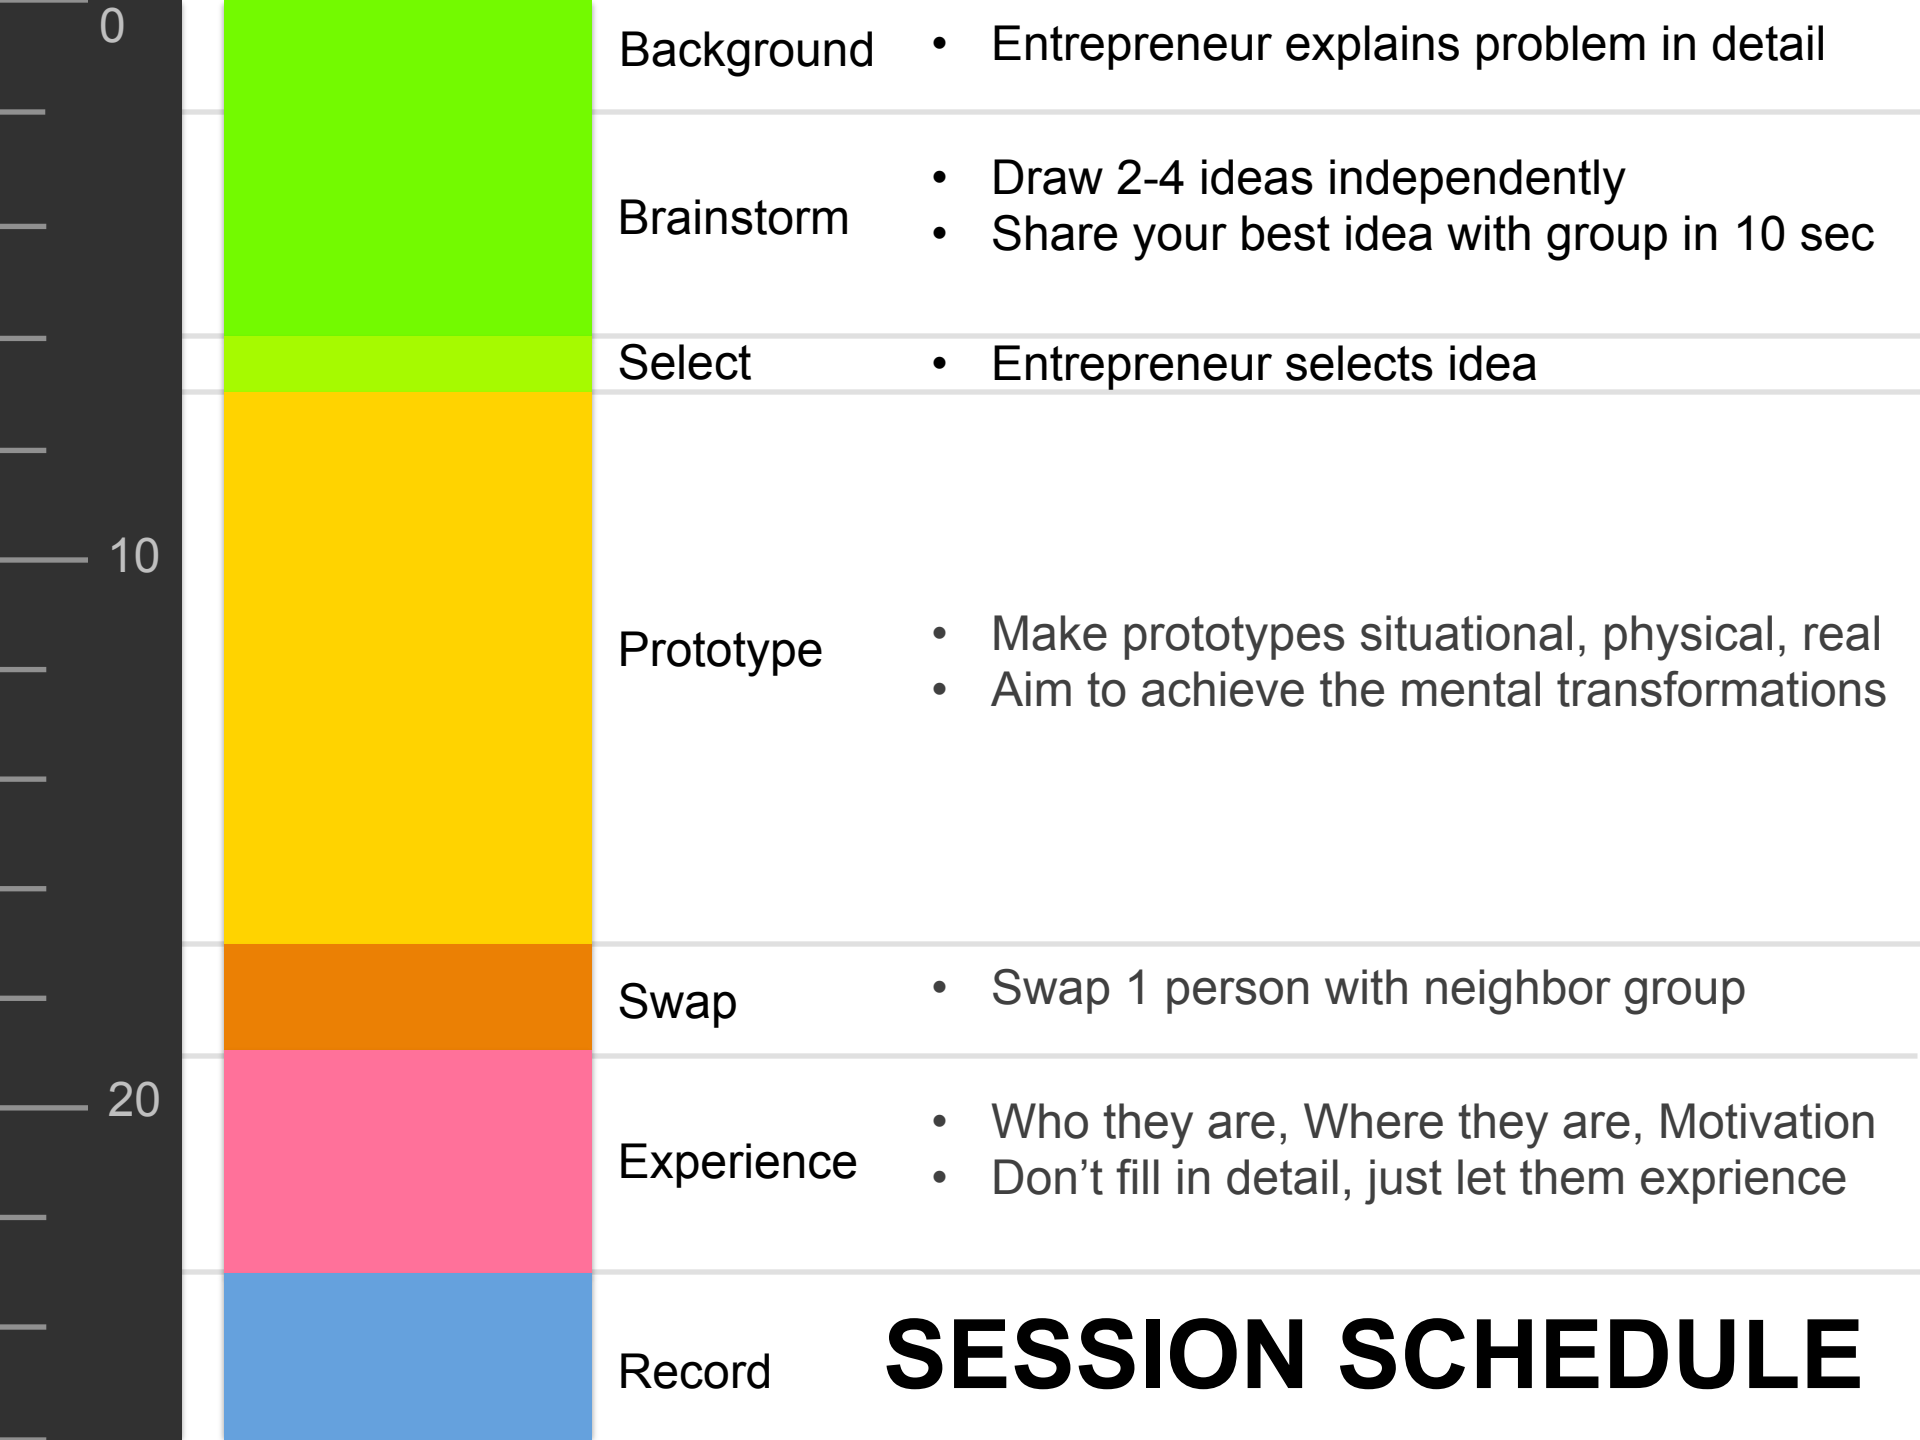 0
Background
• Entrepreneur explains problem in detail
Brainstorm
• Draw 2-4 ideas independently
• Share your best idea with group in 10 sec
Select
• Entrepreneur selects idea
10
Prototype
• Make prototypes situational, physical, real
• Aim to achieve the mental transformations
Swap
• Swap 1 person with neighbor group
20
Experience
• Who they are, Where they are, Motivation
• Don’t fill in detail, just let them exprience
Record
SESSION SCHEDULE